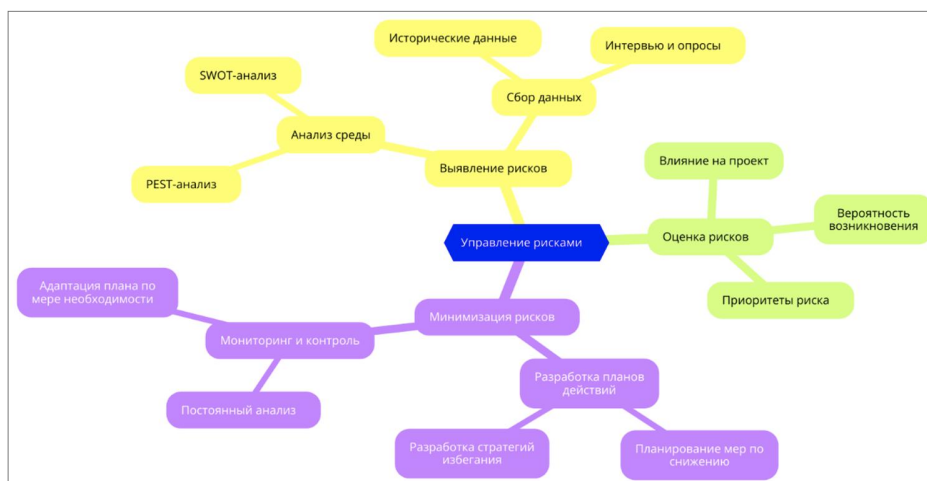 Исторические данные
Интервью и опросы
SWOT-анализ
Сбор данных
Анализ среды
Выявление рисков
PEST-анализ
Влияние на проект
Вероятность
возникновения
Оценка рисков
Управление рисками
Приоритеты риска
Адаптация плана по
мере необходимости
Минимизация рисков
Мониторинг и контроль
Разработка планов
действий
Постоянный анализ
Разработка стратегий
избегания
Планирование мер по
снижению